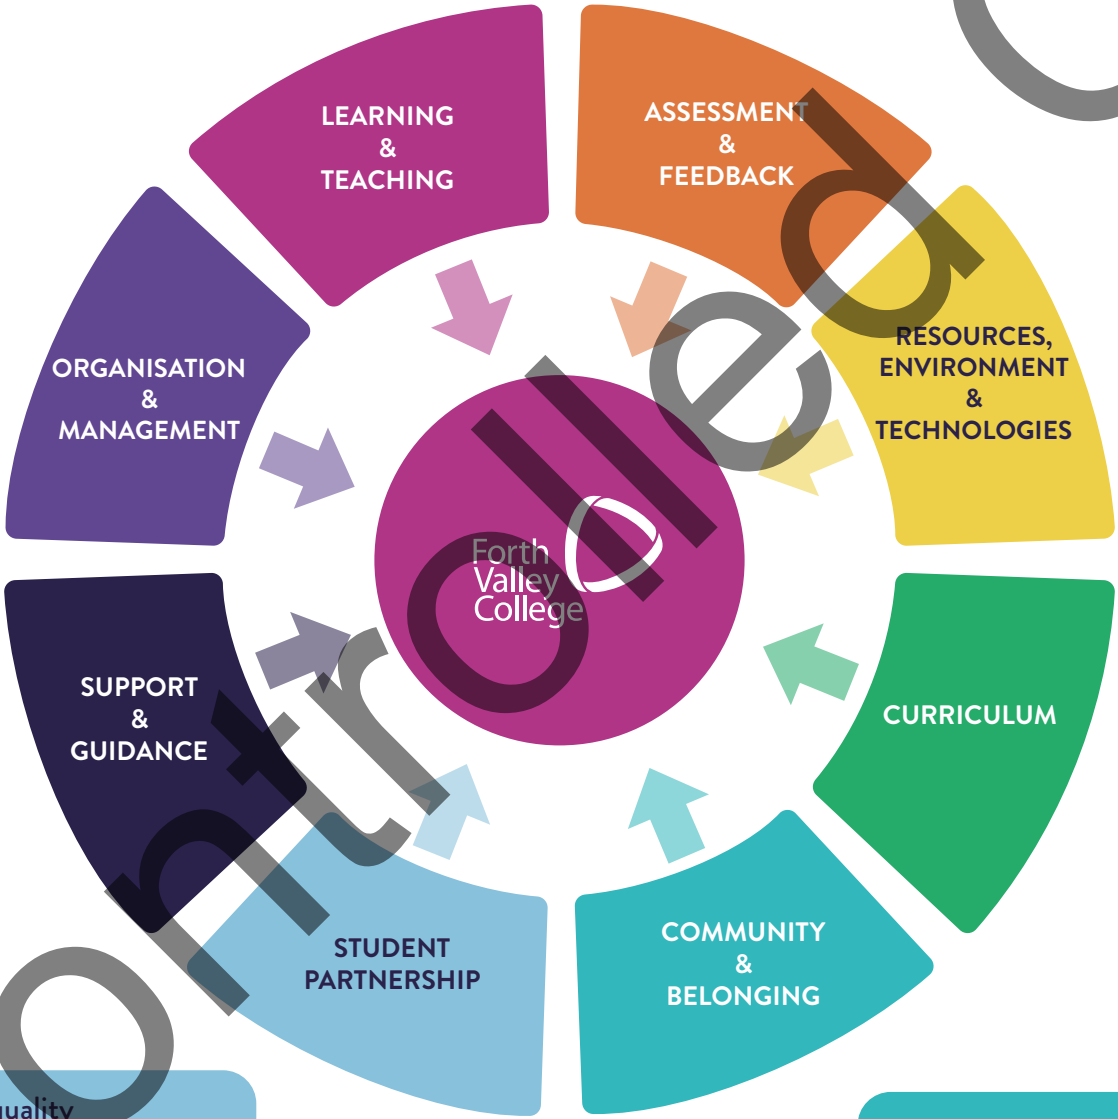 LEARNING
&
TEACHING
ASSESSMENT
&
FEEDBACK
RESOURCES,
ENVIRONMENT
&
TECHNOLOGIES
ORGANISATION
&
MANAGEMENT
Forth
Valley
College
SUPPORT
&
GUIDANCE
CURRICULUM
STUDENT
PARTNERSHIP
COMMUNITY
&
BELONGING
ontrolled